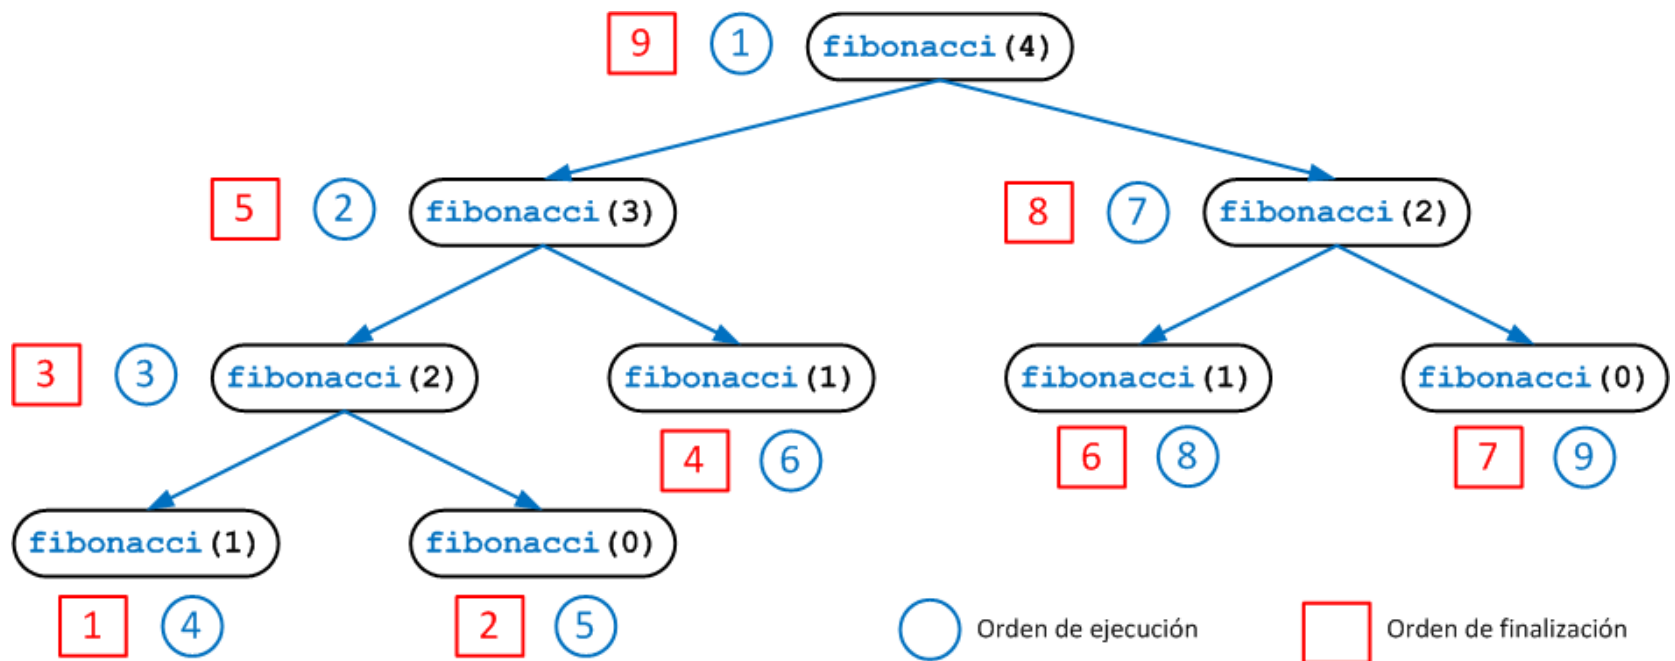 9 1 fibonacci(4)
5 2 fibonacci(3) 8 7 fibonacci(2)
3 3 fibonacci(2) fibonacci(1) fibonacci(1) fibonacci(0)
4 6 6 8 7 9
fibonacci(1) fibonacci(0)
1 4 2 5 Orden de ejecución Orden de finalización